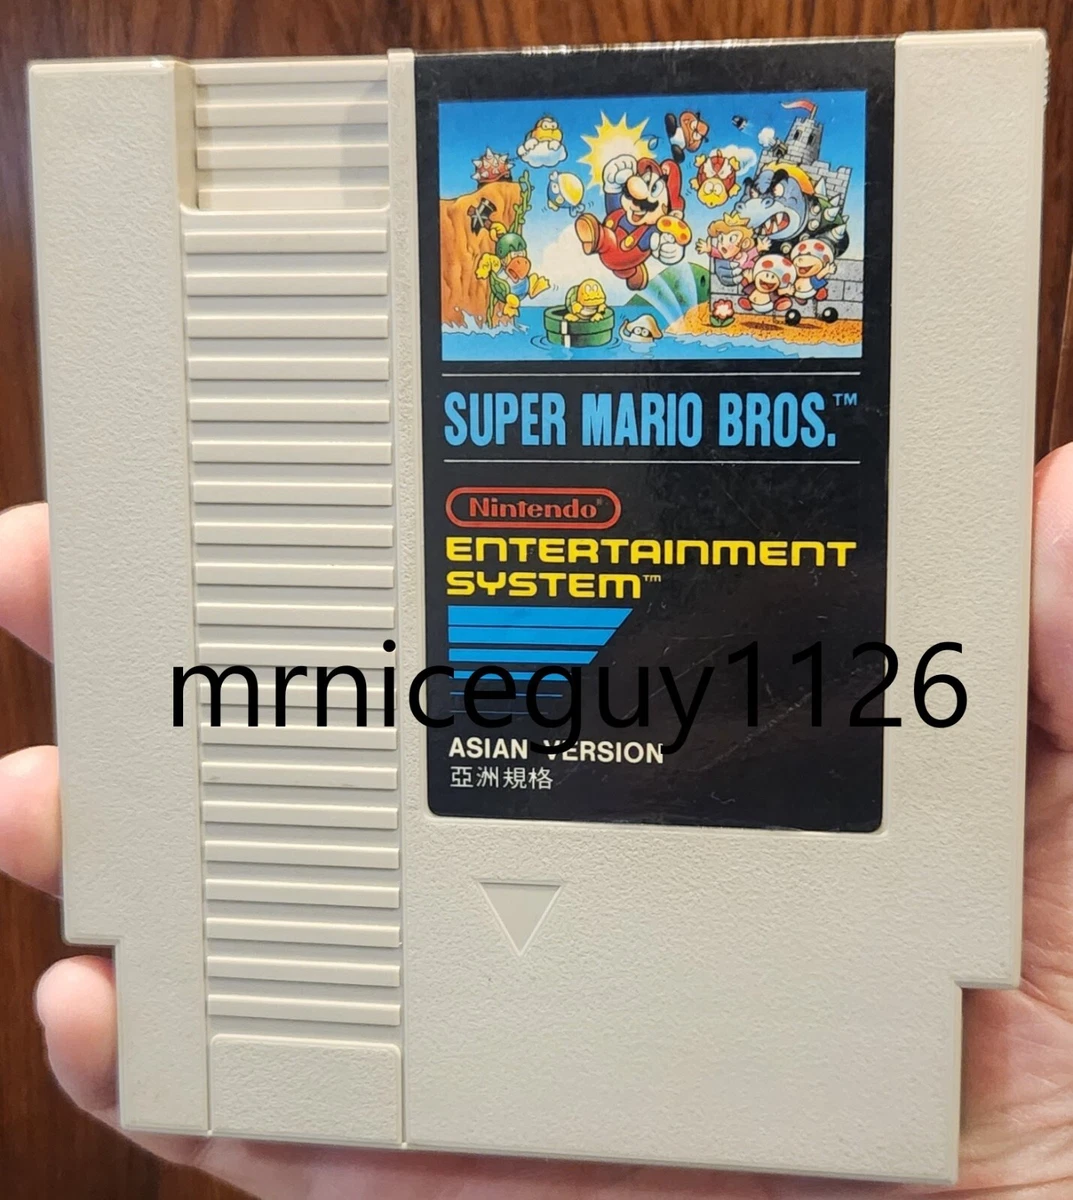 SUPER MARIO BROS.™
Nintendo®
ENTERTAINMENT
SYSTEM™
mrniceguy1126
ASIAN VERSION
亞洲規格